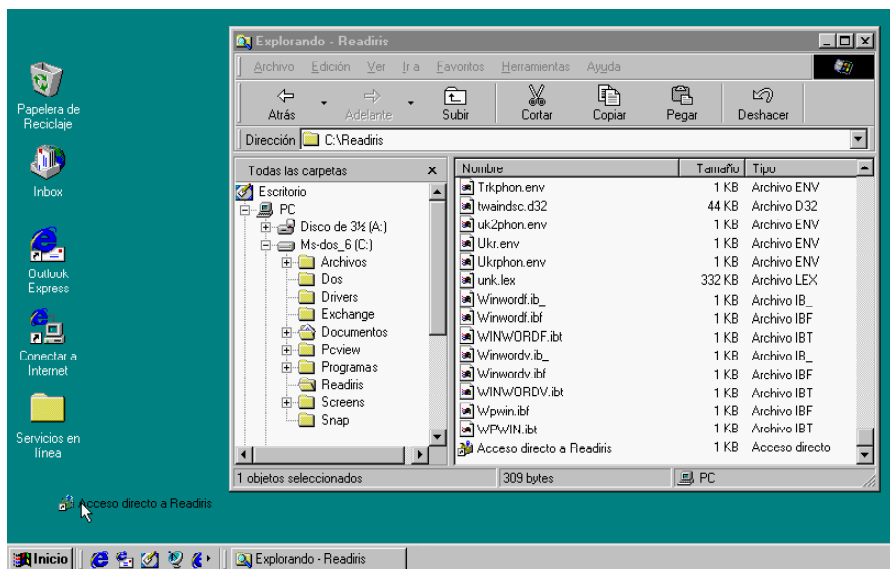 Papelera de
Reciclaje
Inbox
Outlook
Express
Conectar a
Internet
Servicios en
línea
Acceso directo a Readiris
Explorando - Readiris
Archivo Edición Ver Ir a Favoritos Herramientas Ayuda
Atrás Adelante Subir Cortar Copiar Pegar Deshacer
Dirección C:\Readiris
Todas las carpetas x
Escritorio
PC
Disco de 3½ (A:)
Ms-dos_6 (C:)
Archivos
Dos
Drivers
Exchange
Documentos
Pcview
Programas
Readiris
Screens
Snap
Nombre Tamaño Tipo
Trkphon.env 1 KB Archivo ENV
twaindsc.d32 44 KB Archivo D32
uk2phon.env 1 KB Archivo ENV
Ukr.env 1 KB Archivo ENV
Ukrphon.env 1 KB Archivo ENV
unk.lex 332 KB Archivo LEX
Winwordf.ib_ 1 KB Archivo IB_
Winwordf.ibf 1 KB Archivo IBF
WINWORDF.ibt 1 KB Archivo IBT
Winwordv.ib_ 1 KB Archivo IB_
Winwordv.ibf 1 KB Archivo IBF
WINWORDV.ibt 1 KB Archivo IBT
Wpwin.ibf 1 KB Archivo IBF
WPWIN.ibt 1 KB Archivo IBT
Acceso directo a Readiris 1 KB Acceso directo
1 objetos seleccionados 309 bytes PC
Inicio Explorando - Readiris